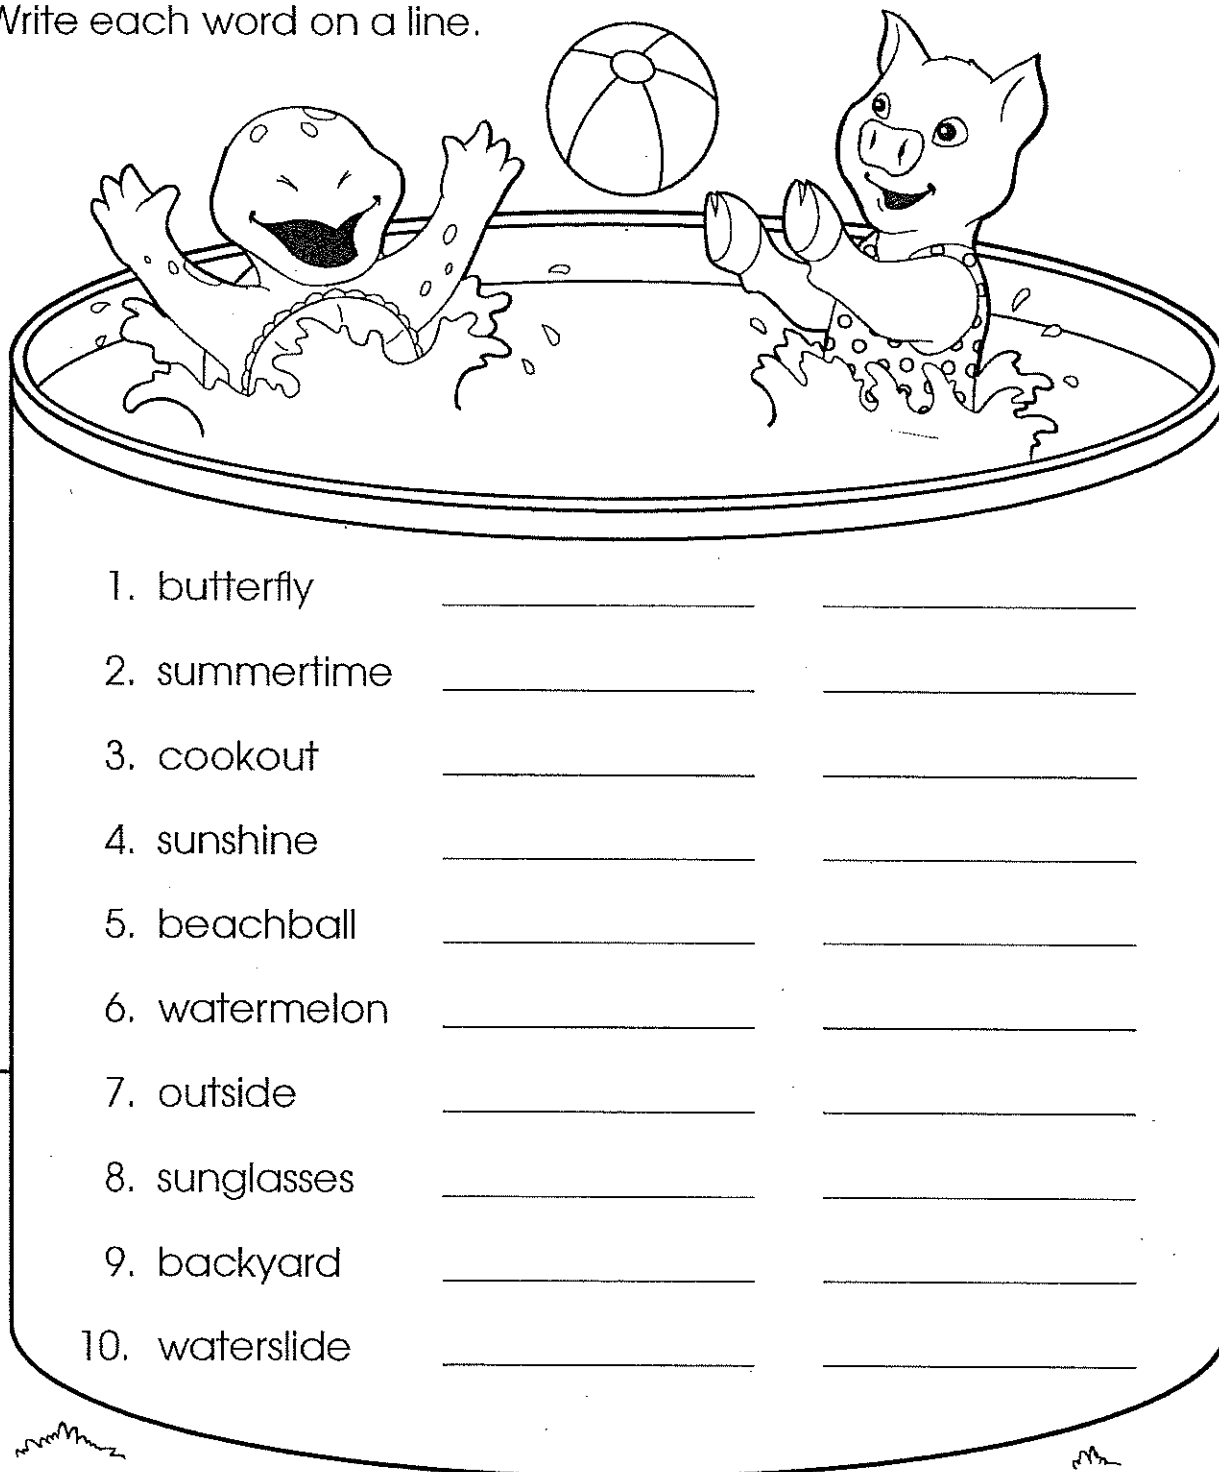 Write each word on a line.
1. butterfly
2. summertime
3. cookout
4. sunshine
5. beachball
6. watermelon
7. outside
8. sunglasses
9. backyard
10. waterslide